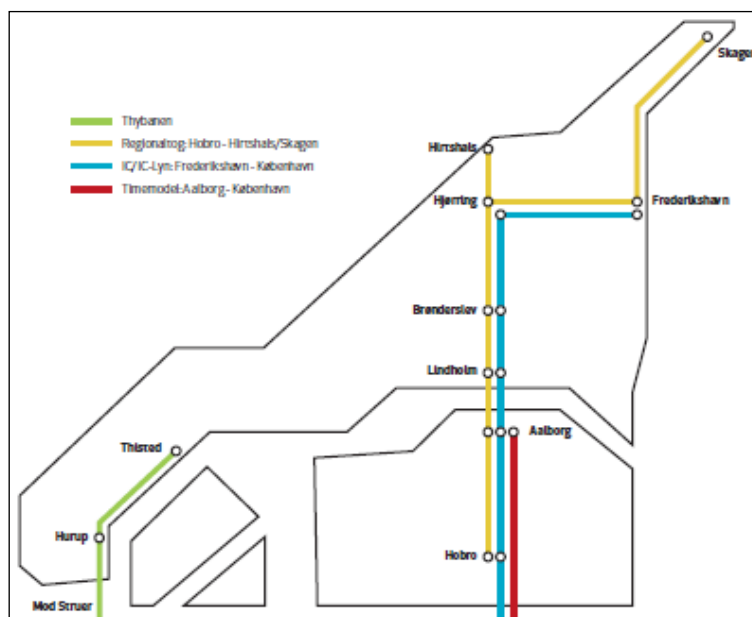 Skagen
Thybanen
Regionaltog: Hobro - Hirtshals/Skagen
IC/IC-Lyn: Frederikshavn - København
Timemodel: Aalborg - København
Hirtshals
Hjørring
Frederikshavn
Brønderslev
Lindholm
Aalborg
Thisted
Hurup
Hobro
Mod Struer